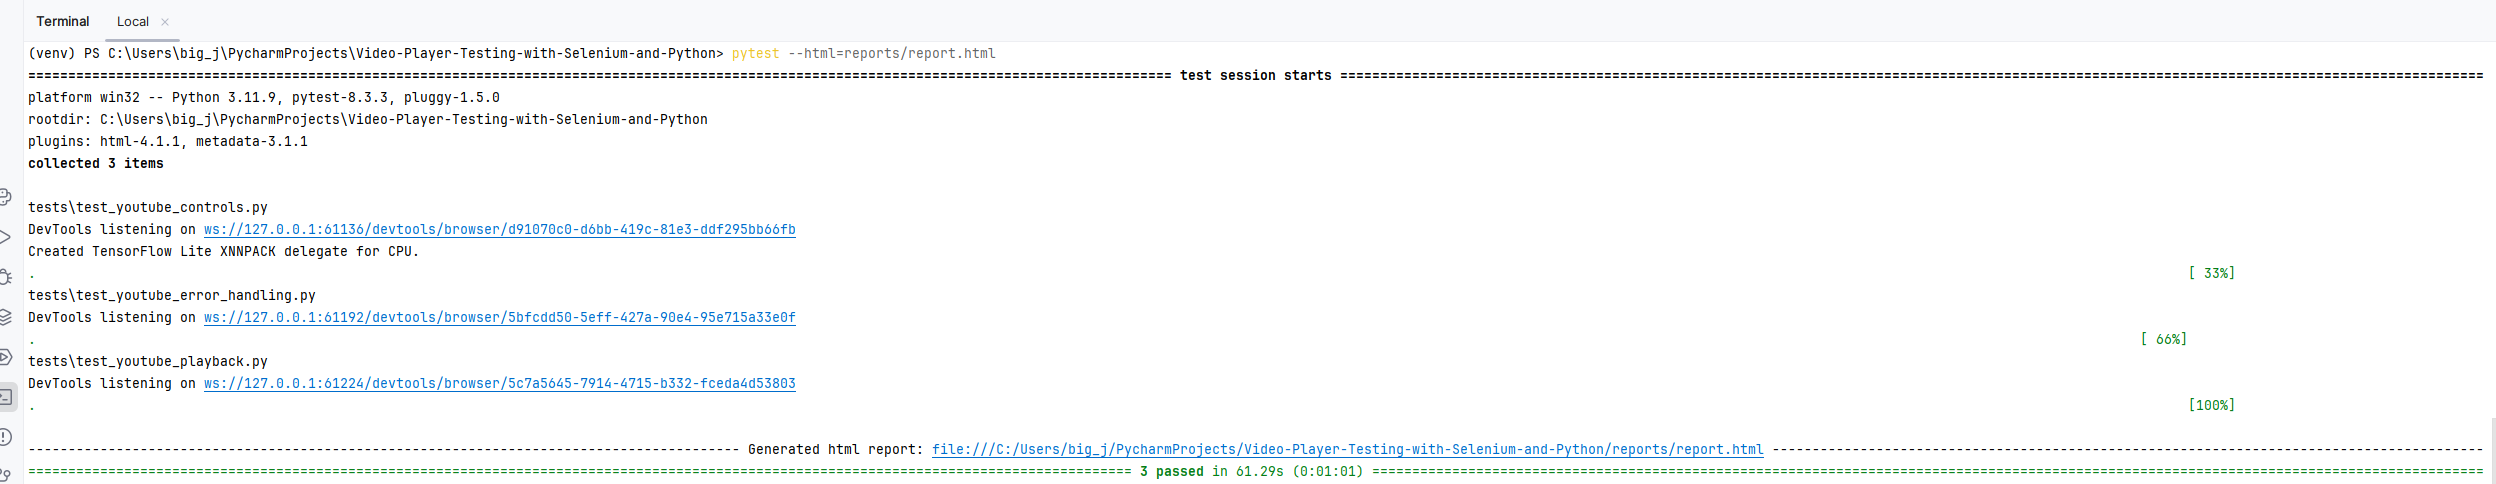 Terminal Local ×
(venv) PS C:\Users\big_j\PycharmProjects\Video-Player-Testing-with-Selenium-and-Python> pytest --html=reports/report.html
=============================================================================================================================================== test session starts ===============================================================================================================================================
platform win32 -- Python 3.11.9, pytest-8.3.3, pluggy-1.5.0
rootdir: C:\Users\big_j\PycharmProjects\Video-Player-Testing-with-Selenium-and-Python
plugins: html-4.1.1, metadata-3.1.1
collected 3 items
tests\test_youtube_controls.py
DevTools listening on ws://127.0.0.1:61136/devtools/browser/d91070c0-d6bb-419c-81e3-ddf295bb66fb
Created TensorFlow Lite XNNPACK delegate for CPU.
. [ 33%]
tests\test_youtube_error_handling.py
DevTools listening on ws://127.0.0.1:61192/devtools/browser/5bfcdd50-5eff-427a-90e4-95e715a33e0f
. [ 66%]
tests\test_youtube_playback.py
DevTools listening on ws://127.0.0.1:61224/devtools/browser/5c7a5645-7914-4715-b332-fceda4d53803
. [100%]
----------------------------------------------------------------------------------------- Generated html report: file:///C:/Users/big_j/PycharmProjects/Video-Player-Testing-with-Selenium-and-Python/reports/report.html -----------------------------------------------------------------------------------------
========================================================================================================================================== 3 passed in 61.29s (0:01:01) ===========================================================================================================================================